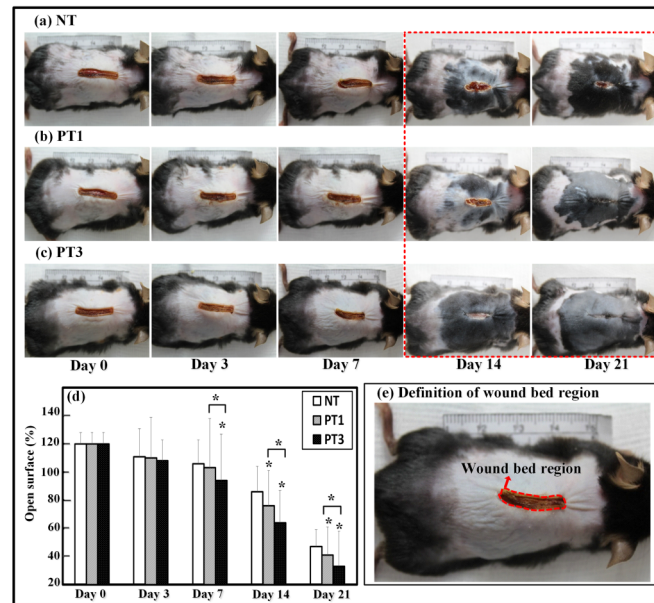 (a) NT
(b) PT1
(c) PT3
Day 0 Day 3 Day 7 Day 14 Day 21
(d)
NT
PT1
PT3
Open surface (%)
140
120
100
80
60
40
20
* * * * * * * *
Day 0 Day 3 Day 7 Day 14 Day 21
(e) Definition of wound bed region
Wound bed region